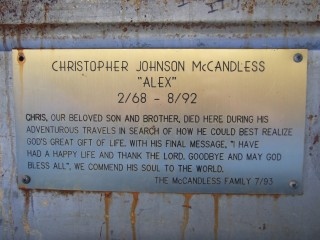 CHRISTOPHER JOHNSON McCANDLESS
"ALEX"
2/68 - 8/92
CHRIS, OUR BELOVED SON AND BROTHER, DIED HERE DURING HIS
ADVENTUROUS TRAVELS IN SEARCH OF HOW HE COULD BEST REALIZE
GOD'S GREAT GIFT OF LIFE. WITH HIS FINAL MESSAGE, "I HAVE
HAD A HAPPY LIFE AND THANK THE LORD. GOODBYE AND MAY GOD
BLESS ALL", WE COMMEND HIS SOUL TO THE WORLD.
THE McCANDLESS FAMILY 7/93